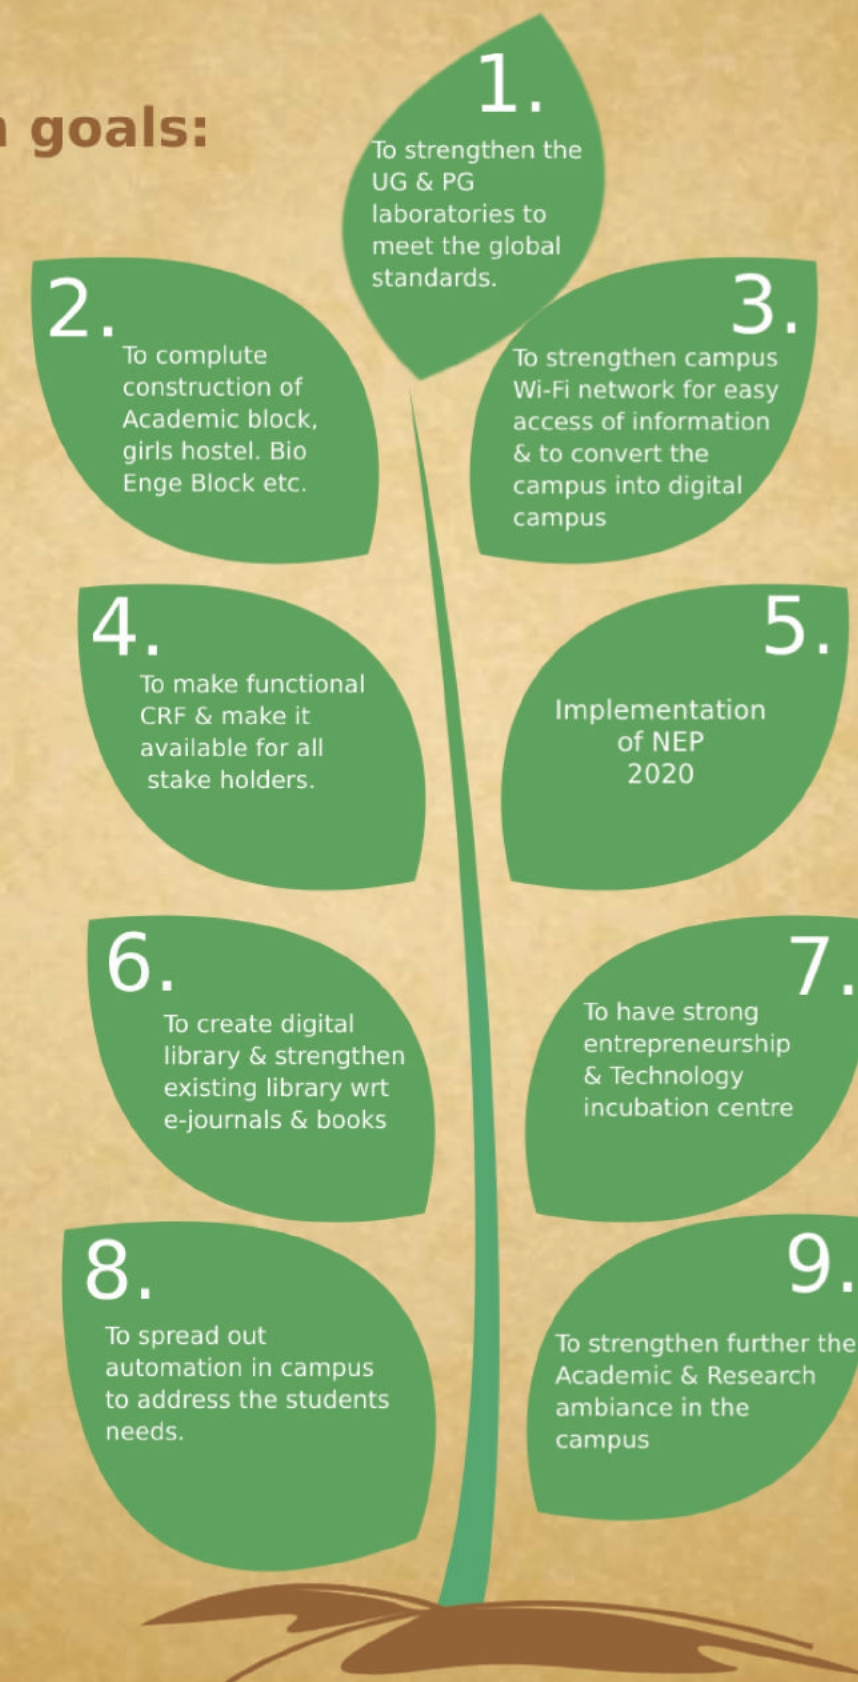 goals:
1.
To strengthen the
UG & PG
laboratories to
meet the global
standards.
2.
To complute
construction of
Academic block,
girls hostel. Bio
Enge Block etc.
3.
To strengthen campus
Wi-Fi network for easy
access of information
& to convert the
campus into digital
campus
4.
To make functional
CRF & make it
available for all
stake holders.
5.
Implementation
of NEP
2020
6.
To create digital
library & strengthen
existing library wrt
e-journals & books
7.
To have strong
entrepreneurship
& Technology
incubation centre
8.
To spread out
automation in campus
to address the students
needs.
9.
To strengthen further the
Academic & Research
ambiance in the
campus